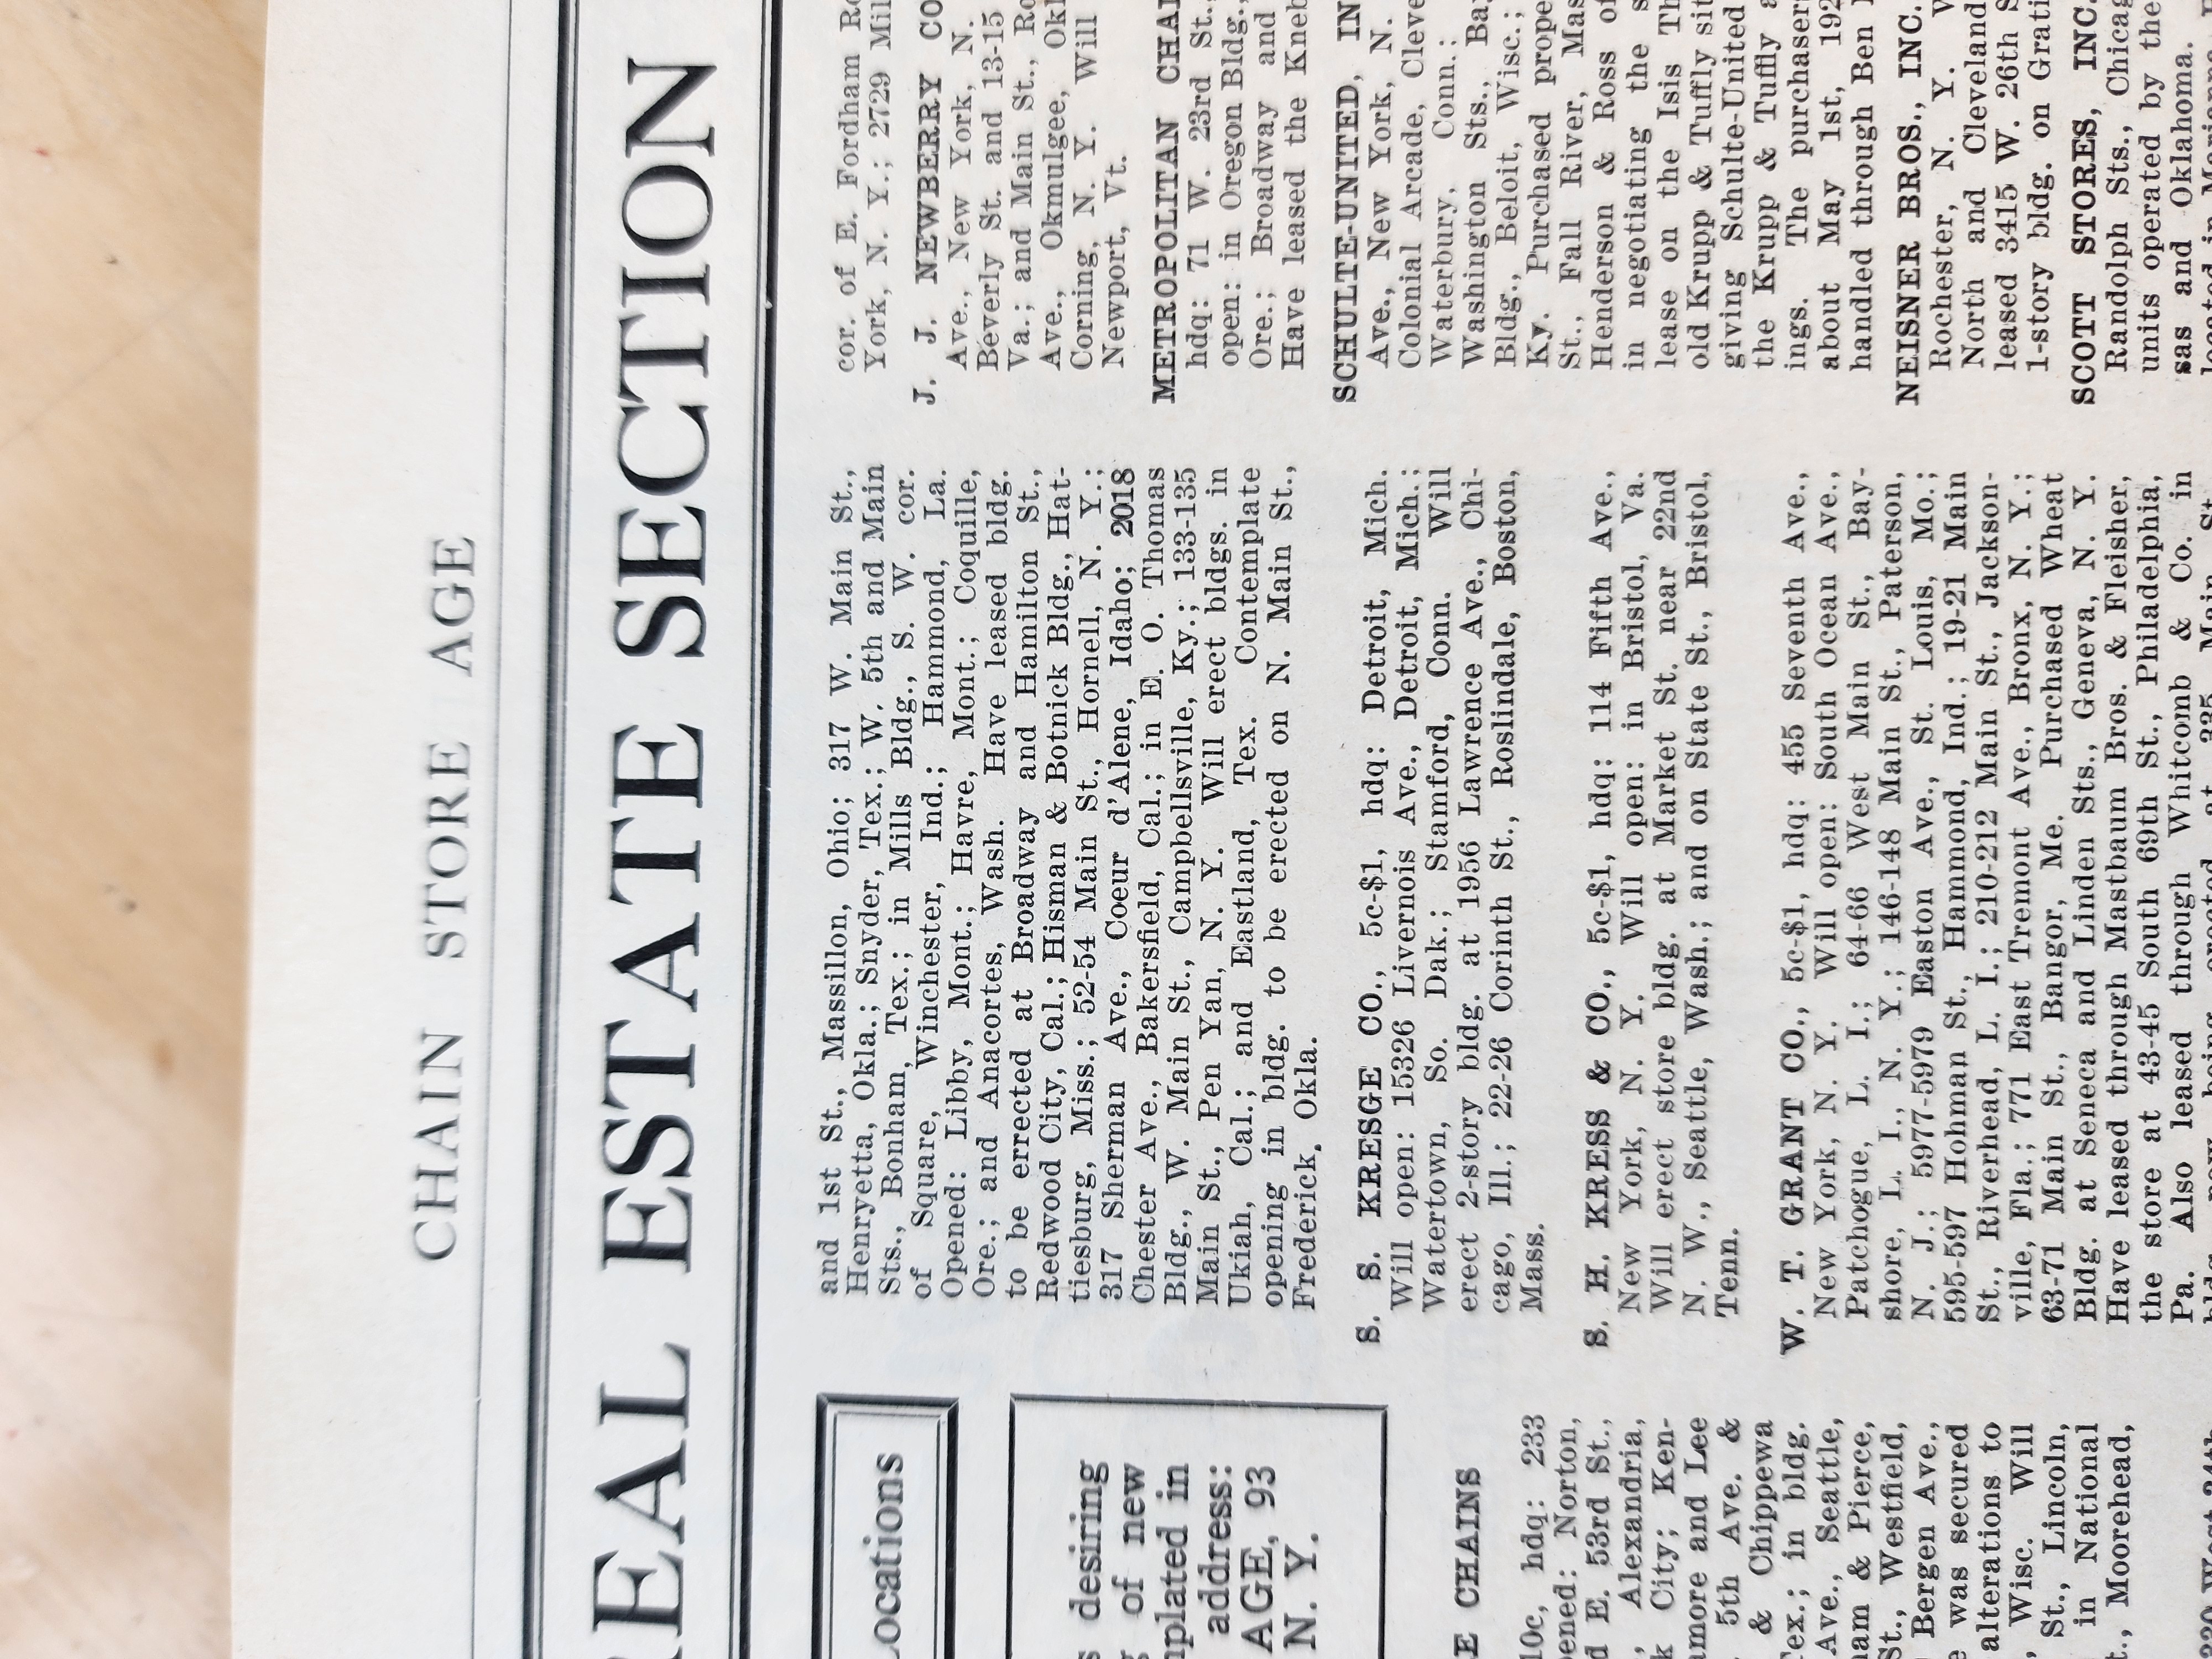 CHAIN STORE AGE
REAL ESTATE SECTION
Locations
desiring
of new
in
address:
AGE, 93
N. Y.
CHAINS
10c, hdq: 233
Norton,
E. 53rd St.,
Alexandria,
City; Ken-
and Lee
5th Ave. &
& Chippewa
in bldg.
Ave., Seattle,
& Pierce,
St., Westfield,
Bergen Ave.,
was secured
alterations to
Wisc. Will
St., Lincoln,
in National
Moorehead,
and 1st St., Massillon, Ohio; 317 W. Main St.,
Henryetta, Okla.; Snyder, Tex.; W. 5th and Main
Sts., Bonham, Tex.; in Mills Bldg., S. W. cor.
of Square, Winchester, Ind.; Hammond, La.
Opened: Libby, Mont.; Havre, Mont.; Coquille,
Ore.; and Anacortes, Wash. Have leased bldg.
to be errected at Broadway and Hamilton St.,
Redwood City, Cal.; Hisman & Botnick Bldg., Hat-
tiesburg, Miss.; 52-54 Main St., Hornell, N. Y.;
317 Sherman Ave., Coeur d'Alene, Idaho; 2018
Chester Ave., Bakersfield, Cal.; in E. O. Thomas
Bldg., W. Main St., Campbellsville, Ky.; 133-135
Main St., Pen Yan, N. Y. Will erect bldgs. in
Ukiah, Cal.; and Eastland, Tex. Contemplate
opening in bldg. to be erected on N. Main St.,
Frederick, Okla.
S. S. KRESGE CO., 5c-$1, hdq: Detroit, Mich.
Will open: 15326 Livernois Ave., Detroit, Mich.;
Watertown, So. Dak.; Stamford, Conn. Will
erect 2-story bldg. at 1956 Lawrence Ave., Chi-
cago, Ill.; 22-26 Corinth St., Roslindale, Boston,
Mass.
S. H. KRESS & CO., 5c-$1, hdq: 114 Fifth Ave.,
New York, N. Y. Will open: in Bristol, Va.
Will erect store bldg. at Market St. near 22nd
N. W., Seattle, Wash.; and on State St., Bristol,
Tenn.
W. T. GRANT CO., 5c-$1, hdq: 455 Seventh Ave.,
New York, N. Y. Will open: South Ocean Ave.,
Patchogue, L. I.; 64-66 West Main St., Bay-
shore, L. I., N. Y.; 146-148 Main St., Paterson,
N. J.; 5977-5979 Easton Ave., St. Louis, Mo.;
595-597 Hohman St., Hammond, Ind.; 19-21 Main
St., Riverhead, L. I.; 210-212 Main St., Jackson-
ville, Fla.; 771 East Tremont Ave., Bronx, N. Y.;
63-71 Main St., Bangor, Me. Purchased Wheat
Bldg. at Seneca and Linden Sts., Geneva, N. Y.
Have leased through Mastbaum Bros. & Fleisher,
the store at 43-45 South 69th St., Philadelphia,
Pa. Also leased through Whitcomb & Co. in
cor. of E. Fordham
York, N. Y.; 2729
J. J. NEWBERRY CO
Ave., New York, N.
Beverly St. and 13-15
Va.; and Main St.,
Ave., Okmulgee,
Corning, N. Y. Will
Newport, Vt.
METROPOLITAN
hdq: 71 W. 23rd St.,
open: in Oregon Bldg.,
Ore.; Broadway and
Have leased the
SCHULTE-UNITED,
Ave., New York, N.
Colonial Arcade,
Waterbury, Conn.;
Washington Sts.,
Bldg., Beloit, Wisc.;
Ky. Purchased
St., Fall River,
Henderson & Ross of
in negotiating the
lease on the Isis
old Krupp & Tuffly
giving Schulte-United
the Krupp & Tuffly
ings. The
about May 1st,
handled through Ben
NEISNER BROS., INC.
Rochester, N. Y.
North and Cleveland
leased 3415 W. 26th
1-story bldg. on
SCOTT STORES, INC.
Randolph Sts.,
units operated by the
sas and Oklahoma.